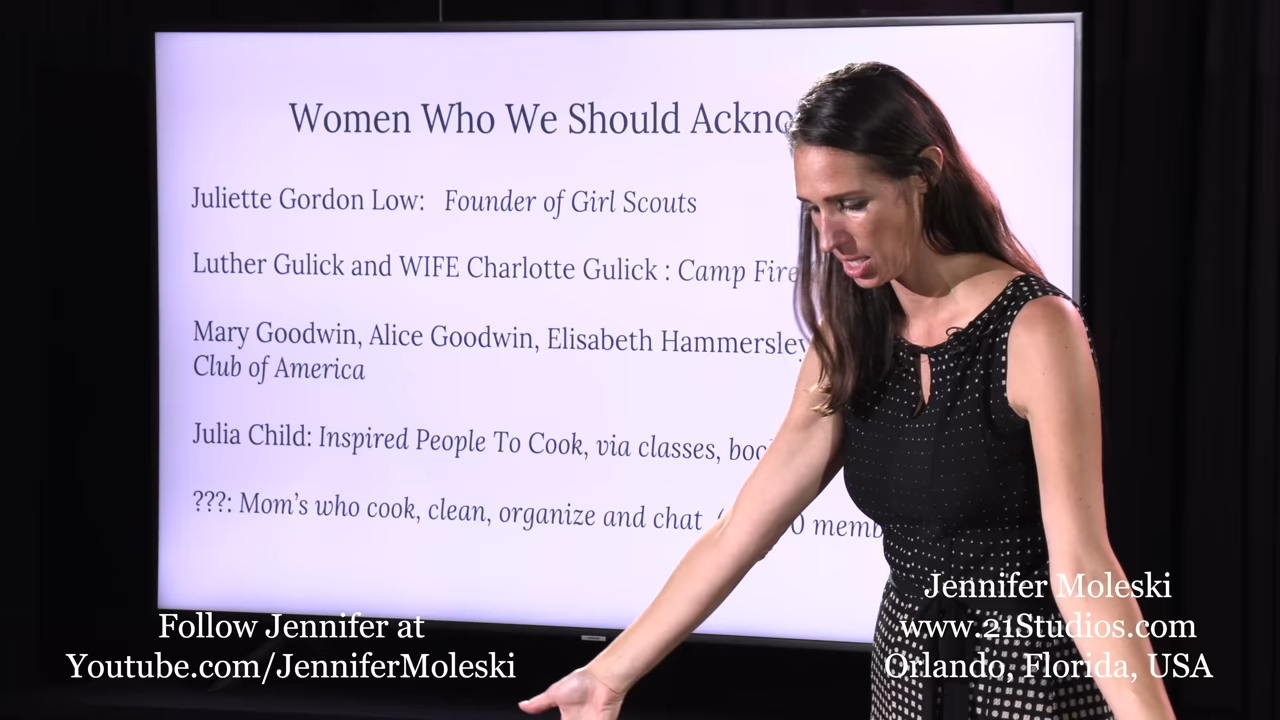 Women Who We Should
Juliette Gordon Low: Founder of Girl Scouts
Luther Gulick and WIFE Charlotte Gulick : Camp Fire
Mary Goodwin, Alice Goodwin, Elisabeth Hammersley
Club of America
Julia Child: Inspired People To Cook, via classes,
???: Mom's who cook, clean, organize and chat
Follow Jennifer at
Youtube.com/JenniferMoleski
Jennifer Moleski
www.21Studios.com
Orlando, Florida, USA